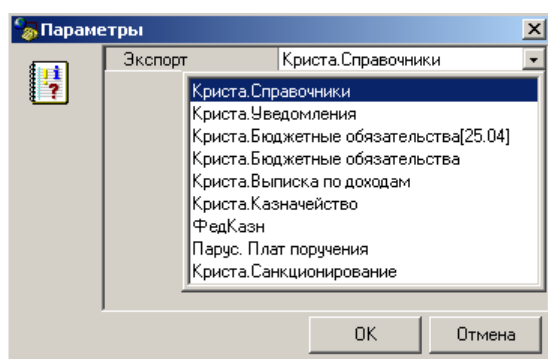 Параметры
Экспорт Криста.Справочники
Криста.Справочники
Криста.Уведомления
Криста.Бюджетные обязательства[25.04]
Криста.Бюджетные обязательства
Криста.Выписка по доходам
Криста.Казначейство
ФедКазн
Парус. Плат поручения
Криста.Санкционирование
OK Отмена